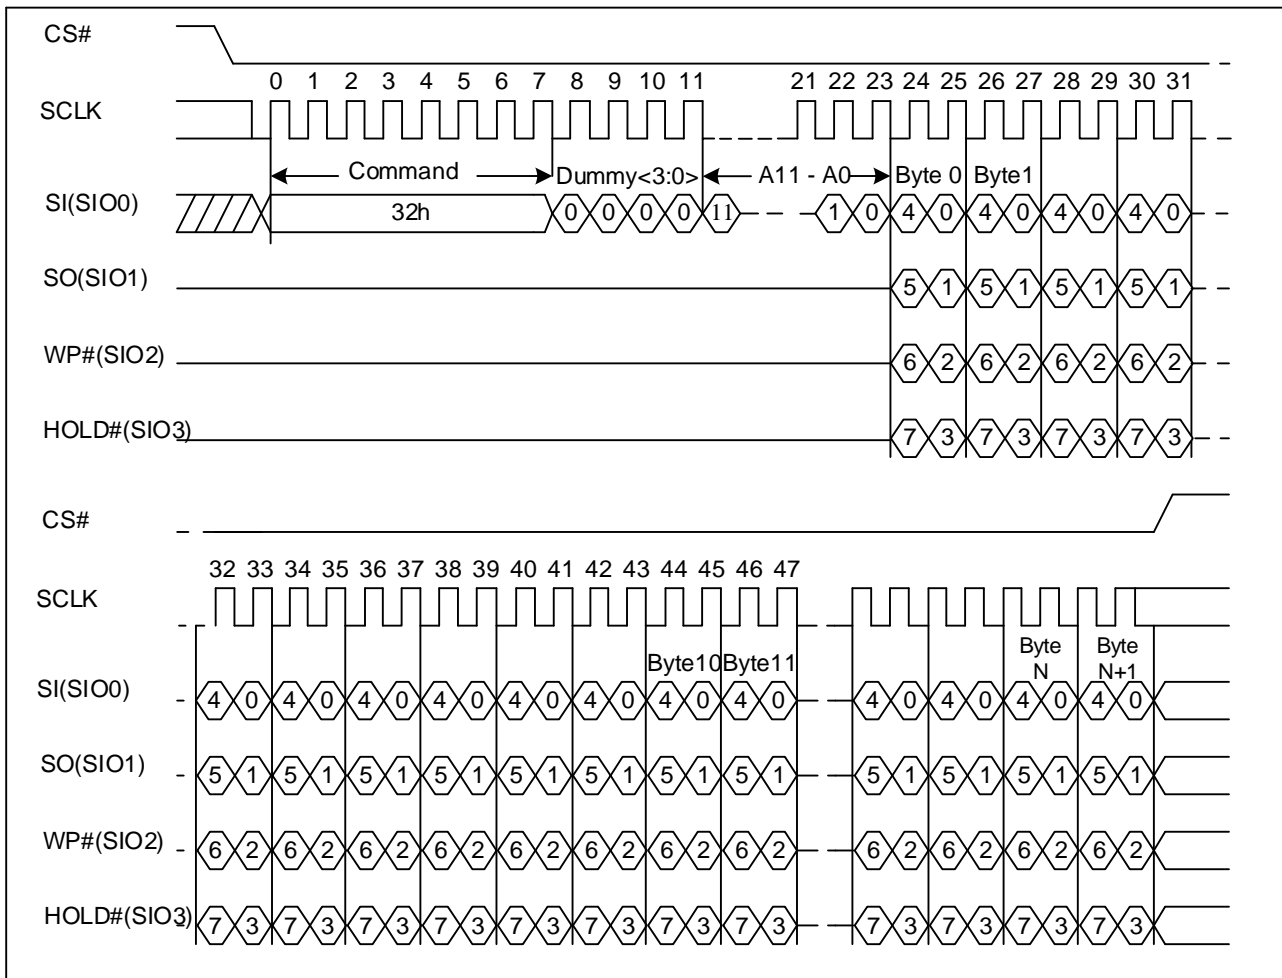 CS#
0 1 2 3 4 5 6 7 8 9 10 11 21 22 23 24 25 26 27 28 29 30 31
SCLK
Command Dummy<3:0> A11 - A0 Byte 0 Byte1
SI(SIO0) 32h 0 0 0 0 11 1 0 4 0 4 0 4 0 4 0
SO(SIO1) 5 1 5 1 5 1 5 1
WP#(SIO2) 6 2 6 2 6 2 6 2
HOLD#(SIO3) 7 3 7 3 7 3 7 3
CS#
32 33 34 35 36 37 38 39 40 41 42 43 44 45 46 47
SCLK
Byte10 Byte11 Byte N Byte N+1
SI(SIO0) 4 0 4 0 4 0 4 0 4 0 4 0 4 0 4 0 4 0 4 0 4 0 4 0
SO(SIO1) 5 1 5 1 5 1 5 1 5 1 5 1 5 1 5 1 5 1 5 1 5 1 5 1
WP#(SIO2) 6 2 6 2 6 2 6 2 6 2 6 2 6 2 6 2 6 2 6 2 6 2 6 2
HOLD#(SIO3) 7 3 7 3 7 3 7 3 7 3 7 3 7 3 7 3 7 3 7 3 7 3 7 3